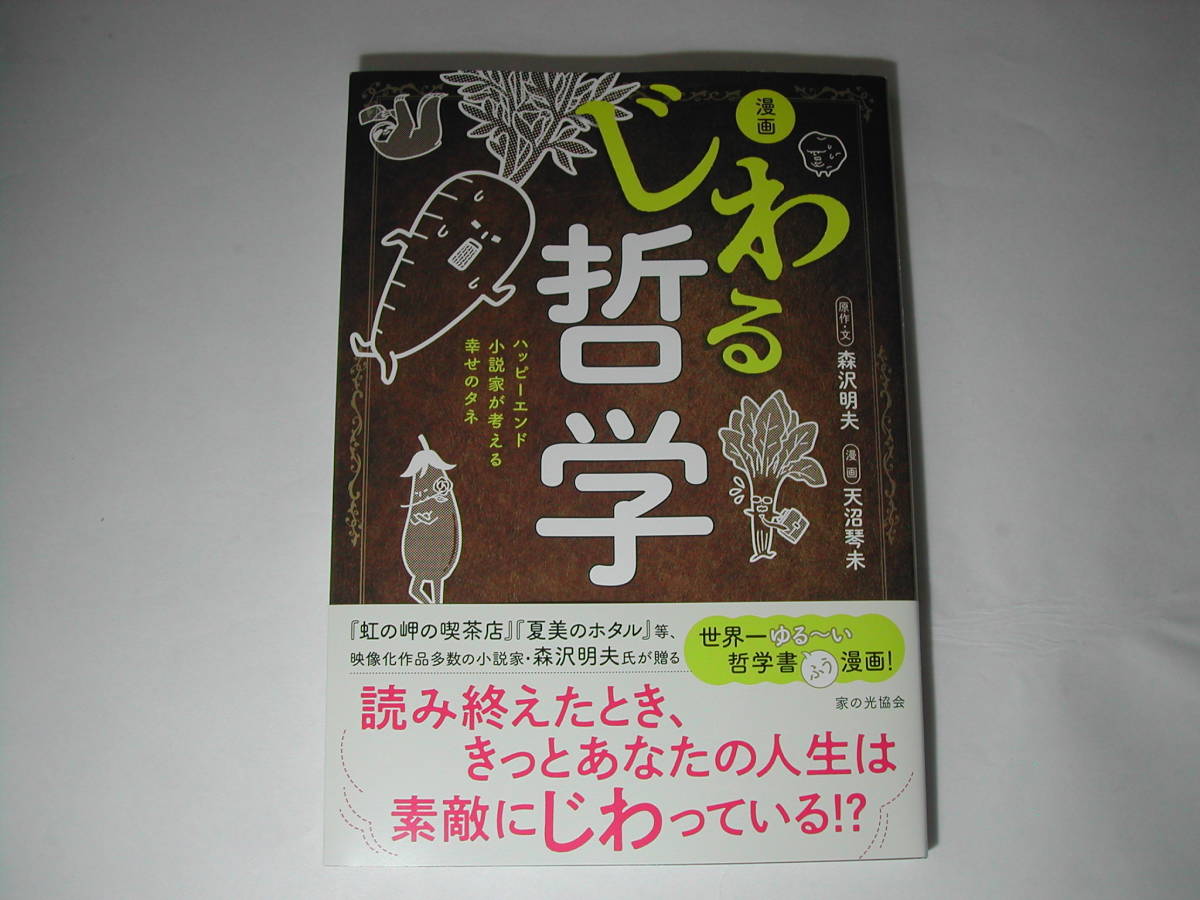 漫画
じわる
哲学
ハッピーエンド
小説家が考える
幸せのタネ
原作・文 森沢明夫
漫画 天沼琴未
『虹の岬の喫茶店』『夏美のホタル』等、
映像化作品多数の小説家・森沢明夫氏が贈る
世界一ゆる〜い
哲学書ふう漫画!
家の光協会
読み終えたとき、
きっとあなたの人生は
素敵にじわっている!?